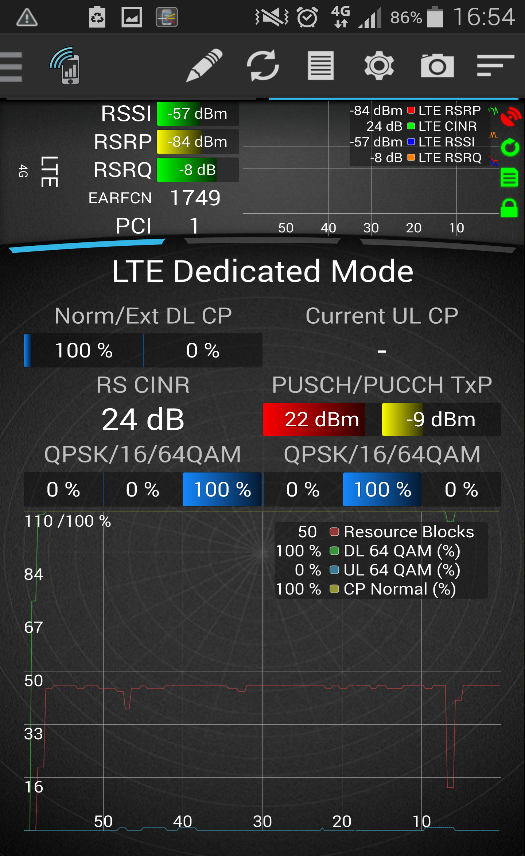 4G 86% 16:54
RSSI -57 dBm
RSRP -84 dBm
RSRQ -8 dB
EARFCN 1749
PCI 1
4G LTE
-84 dBm LTE RSRP
24 dB LTE CINR
-57 dBm LTE RSSI
-8 dB LTE RSRQ
50 40 30 20 10
LTE Dedicated Mode
Norm/Ext DL CP Current UL CP
100 % 0 % -
RS CINR PUSCH/PUCCH TxP
24 dB 22 dBm -9 dBm
QPSK/16/64QAM QPSK/16/64QAM
0 % 0 % 100 % 0 % 100 % 0 %
110 /100 %
50 Resource Blocks
100 % DL 64 QAM (%)
0 % UL 64 QAM (%)
100 % CP Normal (%)
84
67
50
33
16
50 40 30 20 10